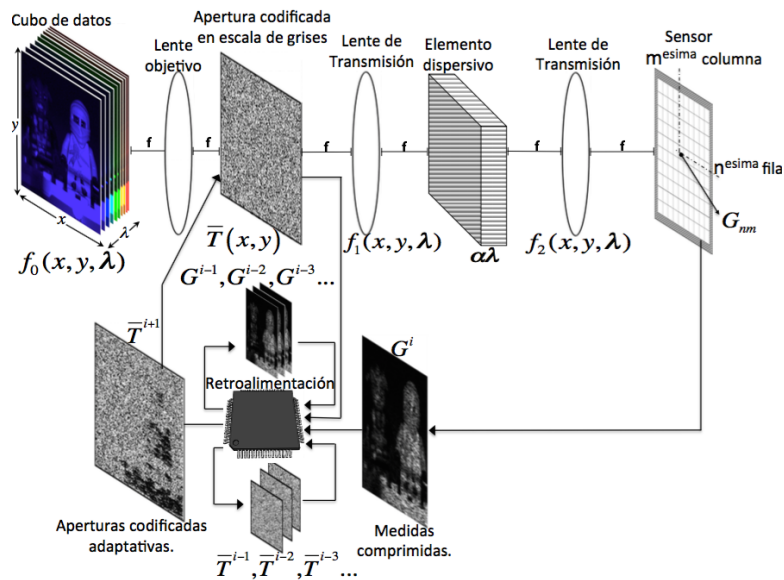 Cubo de datos
Lente
objetivo
Apertura codificada
en escala de grises
Lente de
Transmisión
Elemento
dispersivo
Lente de
Transmisión
Sensor
m^esima columna
f f f f f f
y
x
λ
n^esima fila
G_nm
f_0(x, y, λ)
T̅(x, y)
f_1(x, y, λ)
αλ
f_2(x, y, λ)
G^i-1, G^i-2, G^i-3...
T̅^i+1
G^i
Retroalimentación
Aperturas codificadas
adaptativas.
Medidas
comprimidas.
T̅^i-1, T̅^i-2, T̅^i-3...